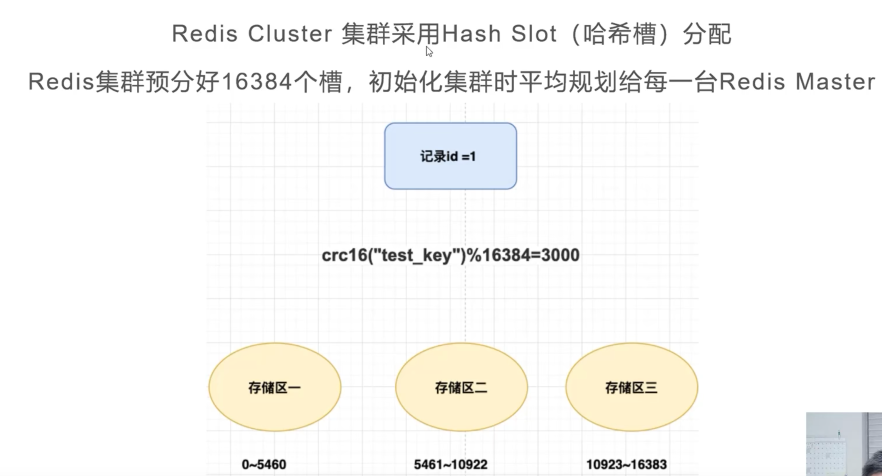 Redis Cluster 集群采用Hash Slot（哈希槽）分配
Redis集群预分好16384个槽，初始化集群时平均规划给每一台Redis Master
记录id =1
crc16("test_key")%16384=3000
存储区一
存储区二
存储区三
0~5460
5461~10922
10923~16383